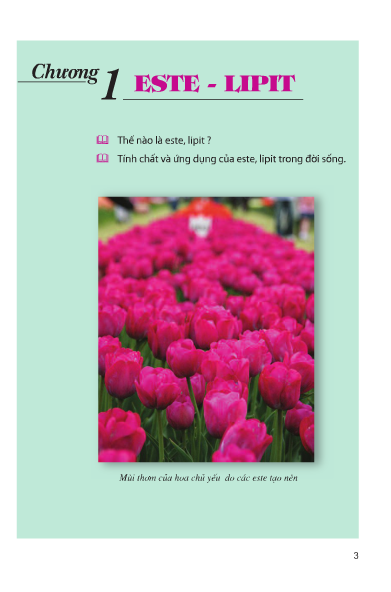 Chương
1 ESTE - LIPIT
Thế nào là este, lipit ?
Tính chất và ứng dụng của este, lipit trong đời sống.
Mùi thơm của hoa chủ yếu do các este tạo nên
3